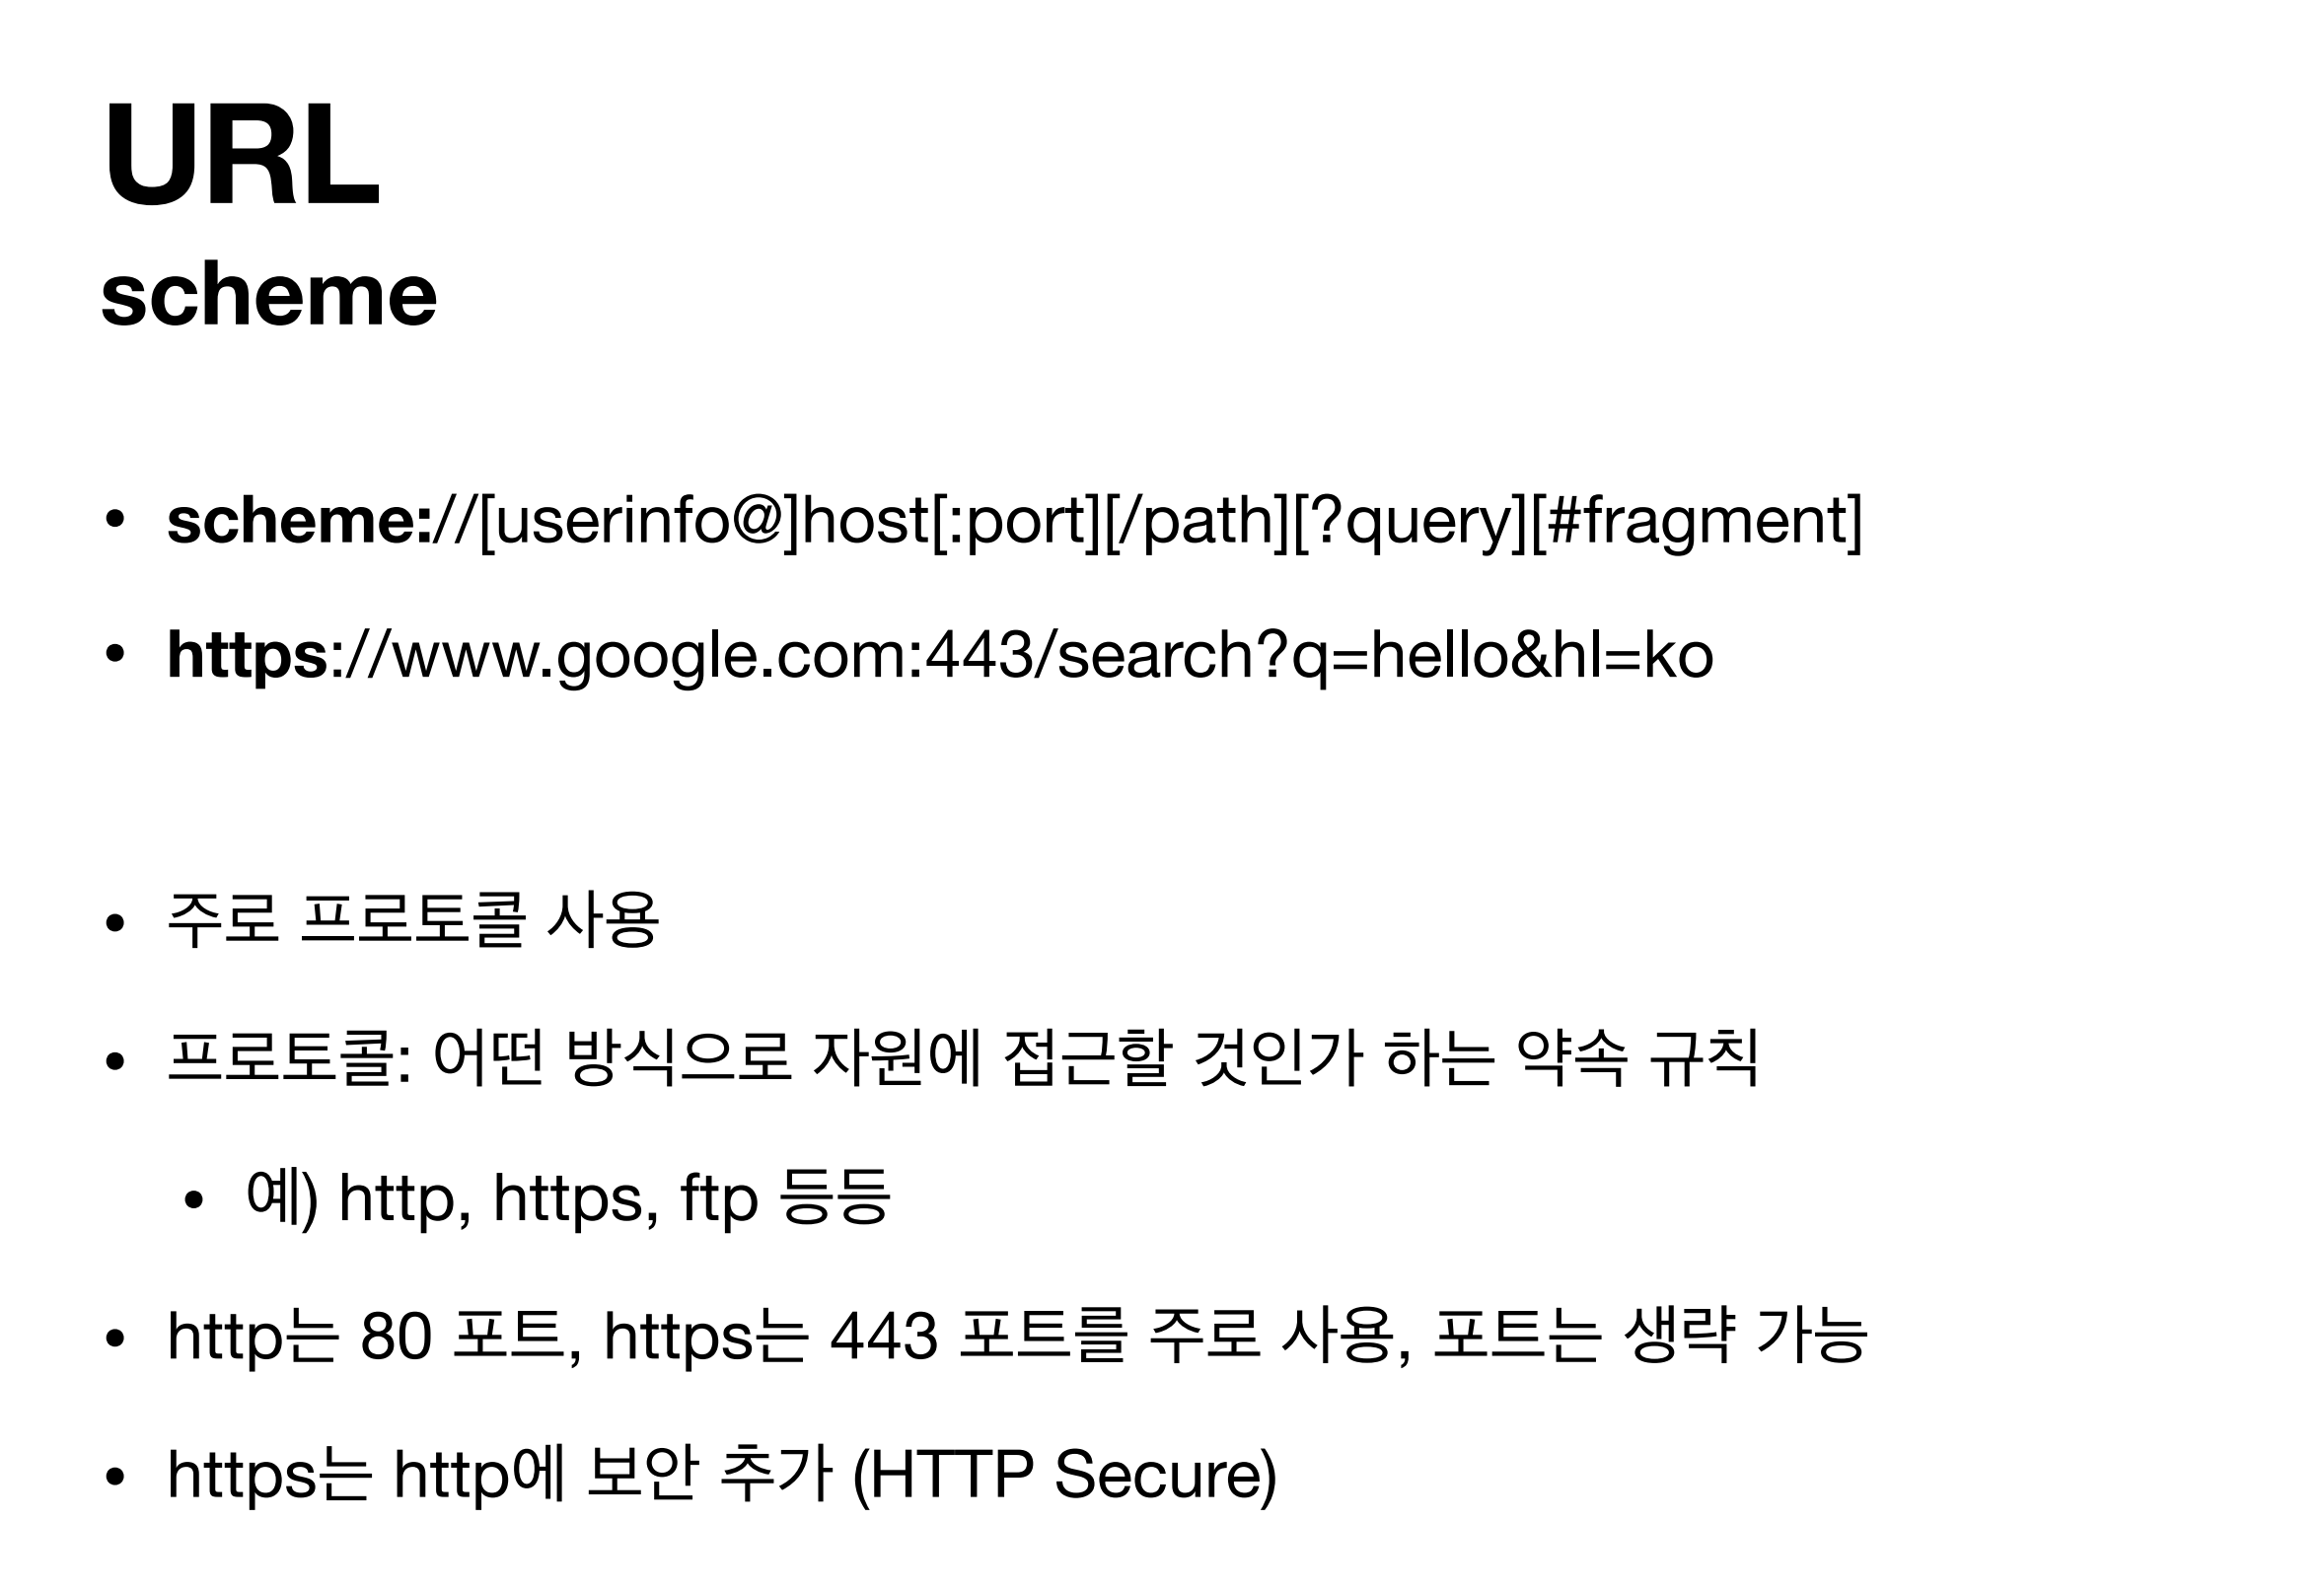 URL
scheme
• scheme://[userinfo@]host[:port][/path][?query][#fragment]
• https://www.google.com:443/search?q=hello&hl=ko
• 주로 프로토콜 사용
• 프로토콜: 어떤 방식으로 자원에 접근할 것인가 하는 약속 규칙
• 예) http, https, ftp 등등
• http는 80 포트, https는 443 포트를 주로 사용, 포트는 생략 가능
• https는 http에 보안 추가 (HTTP Secure)